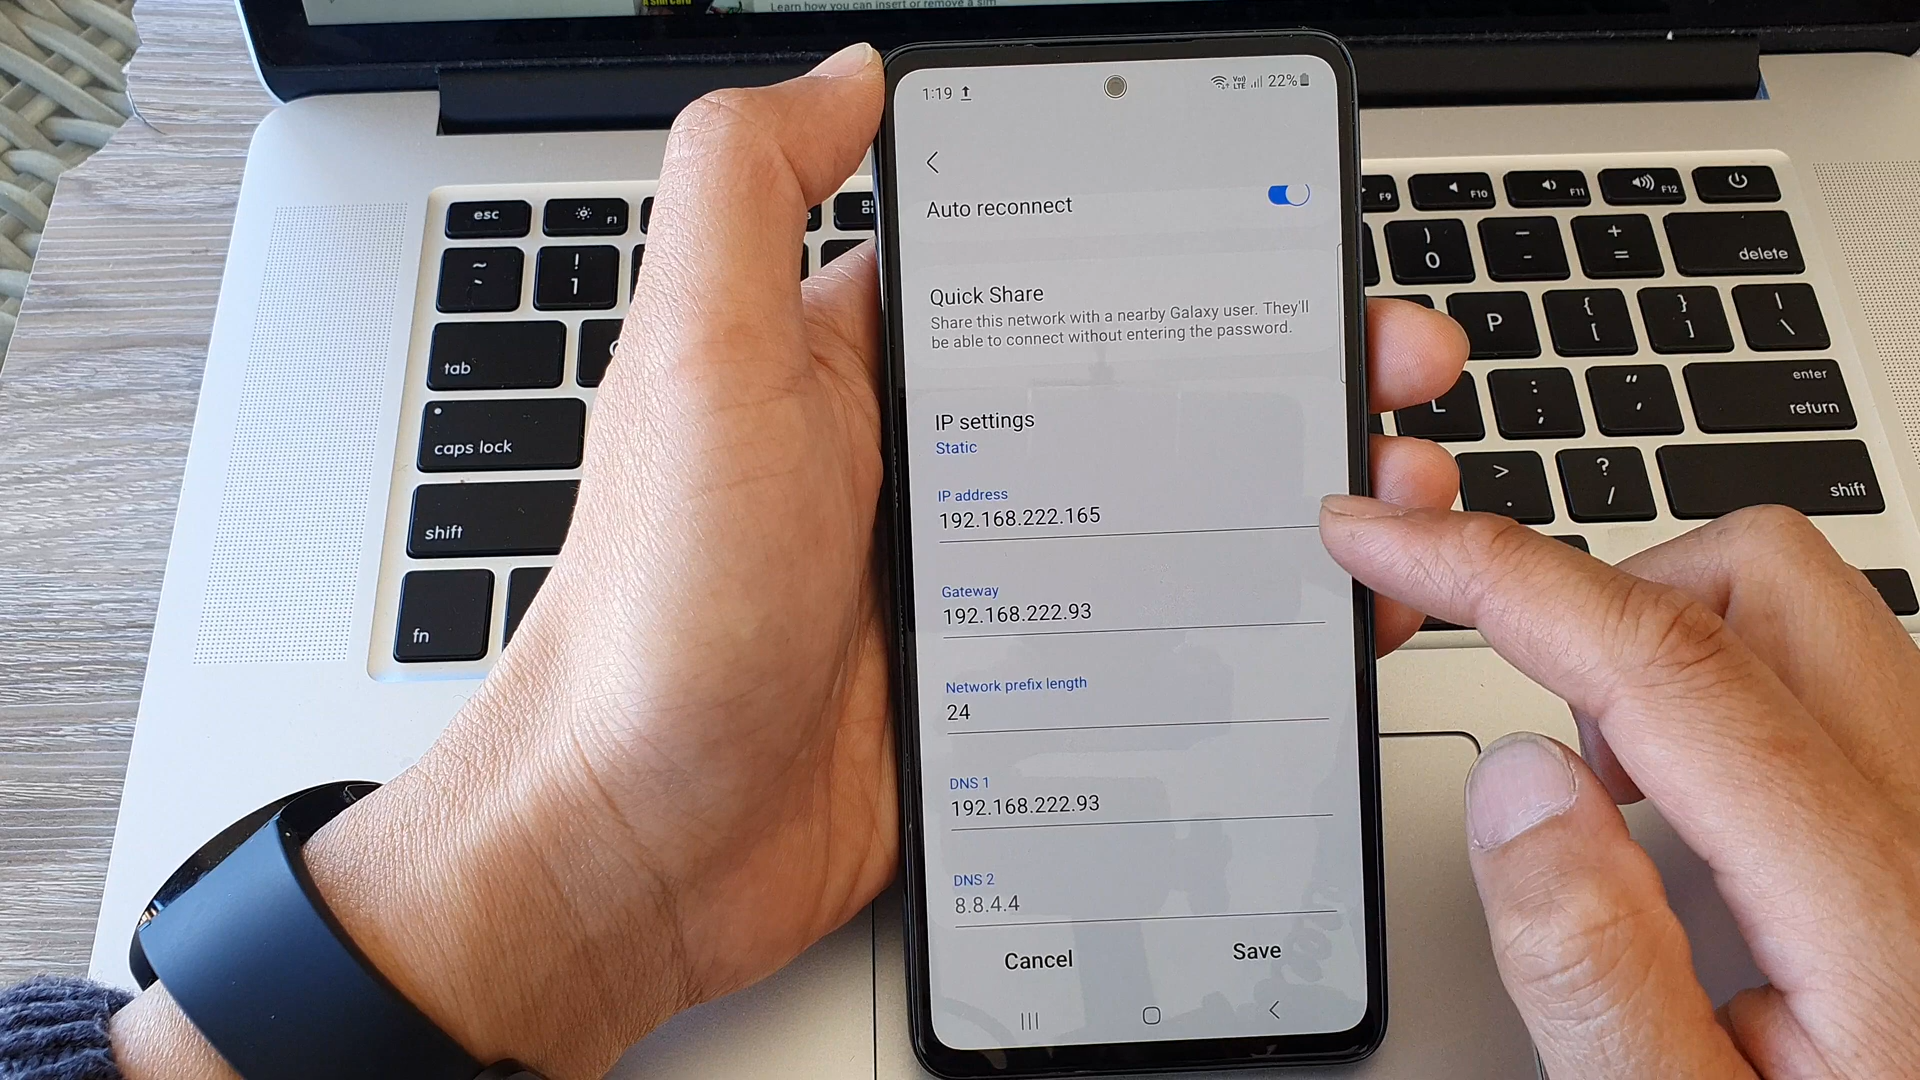 Learn how you can insert or remove a sim
1:19
Vo))
LTE
22%
Auto reconnect
Quick Share
Share this network with a nearby Galaxy user. They'll
be able to connect without entering the password.
IP settings
Static
IP address
192.168.222.165
Gateway
192.168.222.93
Network prefix length
24
DNS 1
192.168.222.93
DNS 2
8.8.4.4
Cancel
Save
esc
F1
F9
F10
F11
F12
~
`
!
1
)
0
_
-
+
=
delete
tab
P
{
[
}
]
|
\
caps lock
L
:
;
"
'
enter
return
shift
>
.
?
/
shift
fn